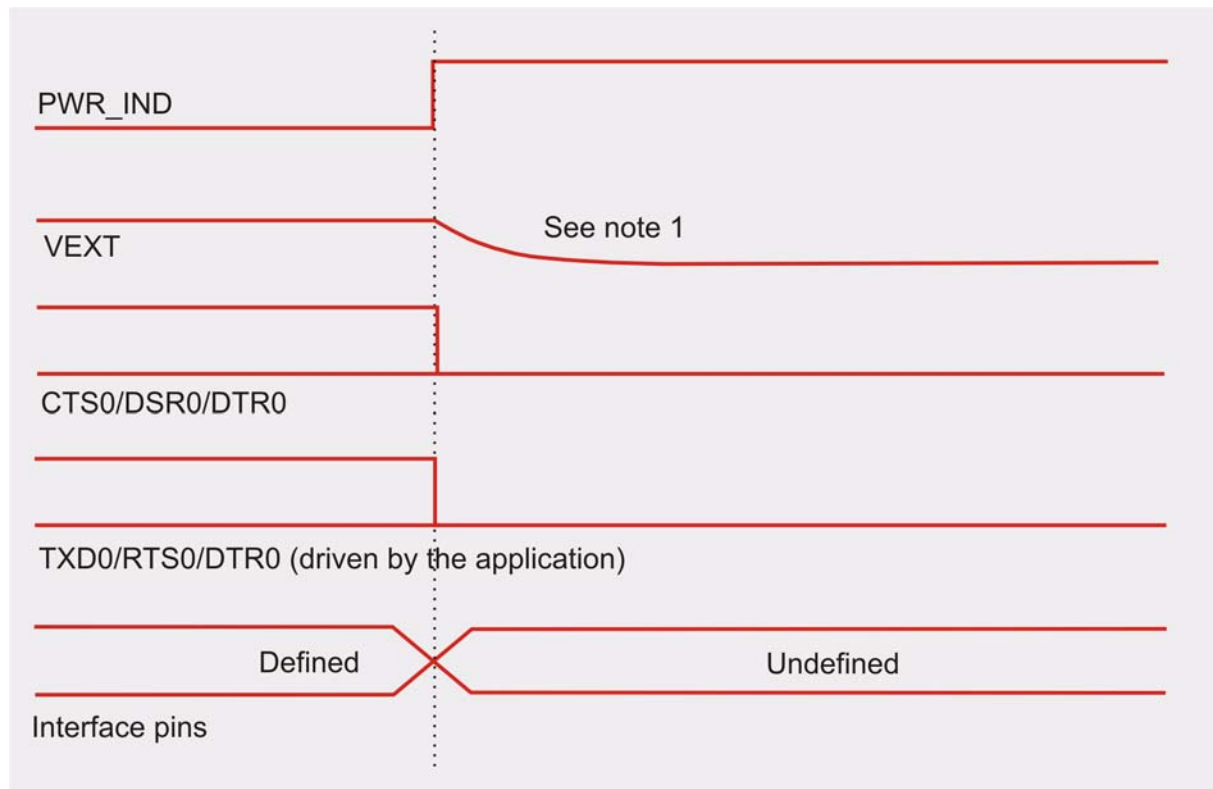 PWR_IND
See note 1
VEXT
CTS0/DSR0/DTR0
TXD0/RTS0/DTR0 (driven by the application)
Defined
Undefined
Interface pins